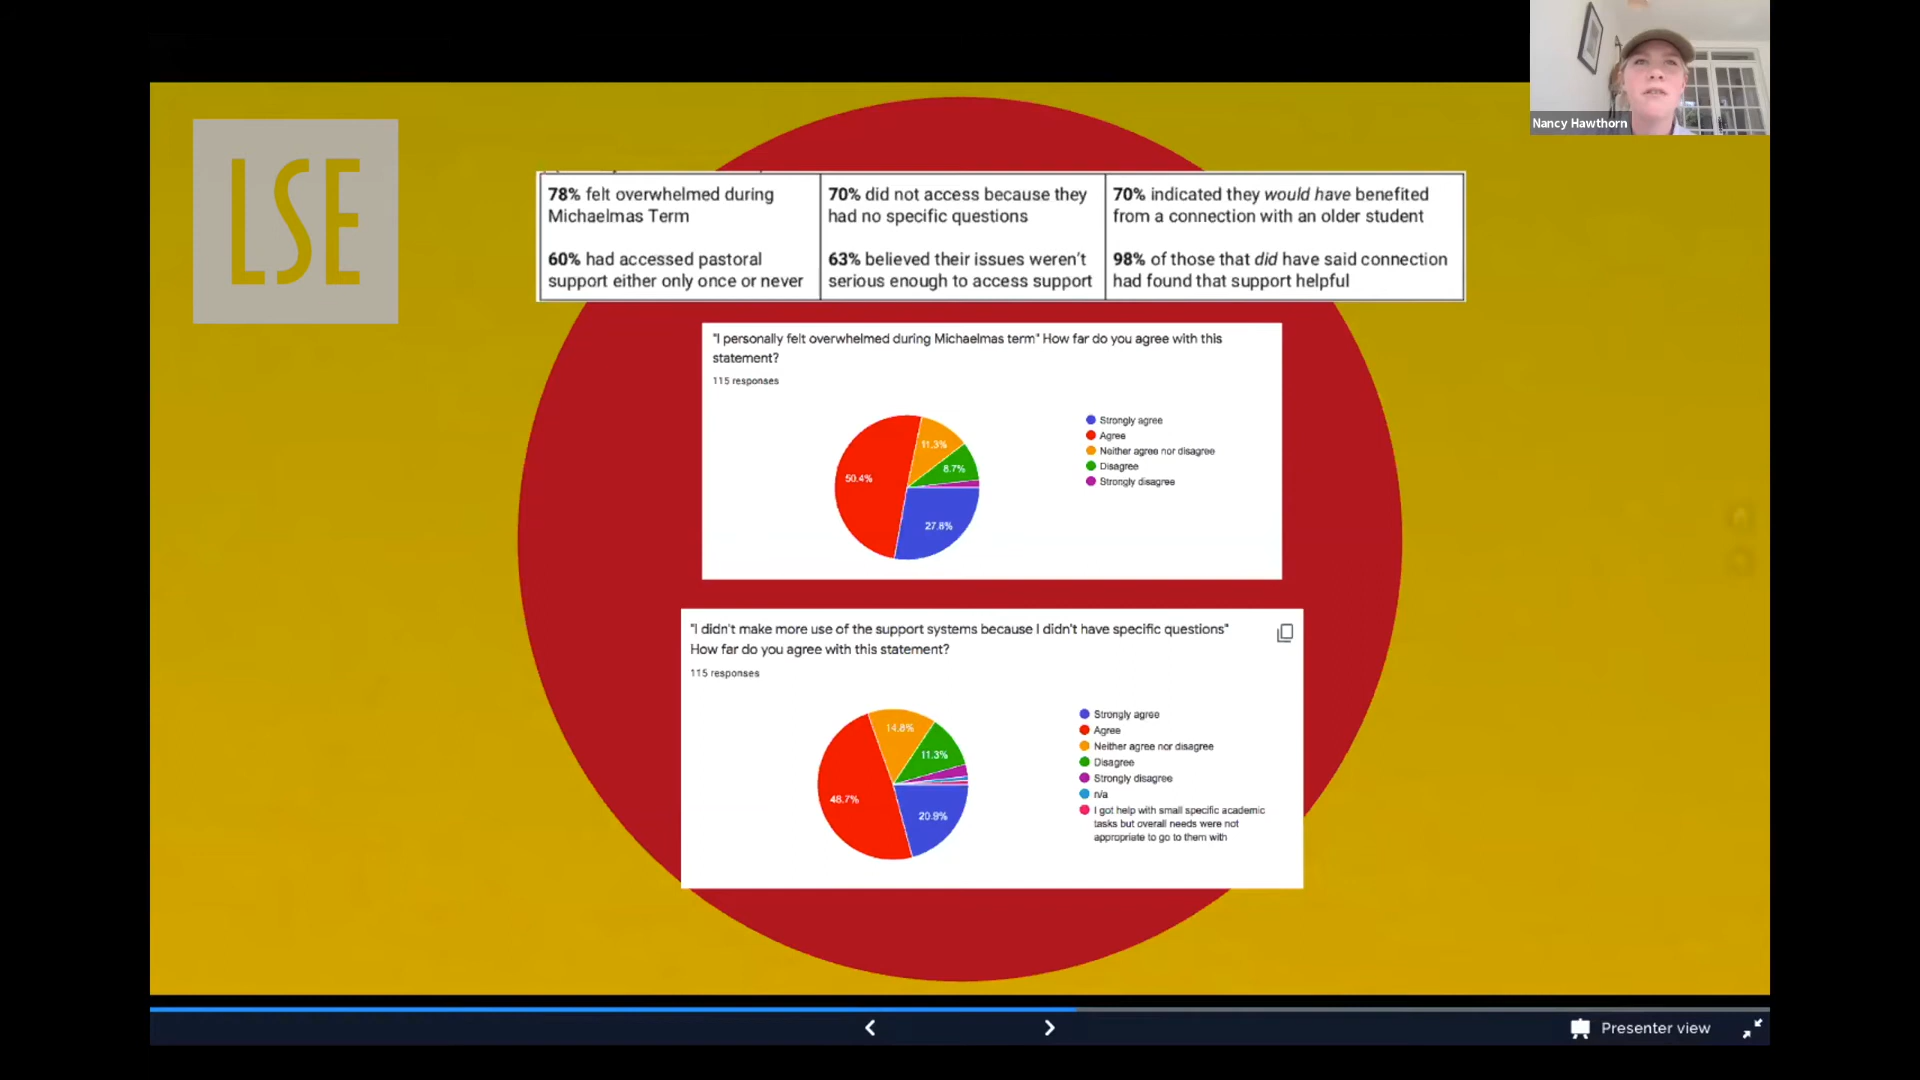 Nancy Hawthorn
LSE
78% felt overwhelmed during
Michaelmas Term
60% had accessed pastoral
support either only once or never
70% did not access because they
had no specific questions
63% believed their issues weren't
serious enough to access support
70% indicated they would have benefited
from a connection with an older student
98% of those that did have said connection
had found that support helpful
"I personally felt overwhelmed during Michaelmas term" How far do you agree with this
statement?
115 responses
11.3%
8.7%
50.4%
27.8%
Strongly agree
Agree
Neither agree nor disagree
Disagree
Strongly disagree
"I didn't make more use of the support systems because I didn't have specific questions"
How far do you agree with this statement?
115 responses
14.8%
11.3%
48.7%
20.9%
Strongly agree
Agree
Neither agree nor disagree
Disagree
Strongly disagree
n/a
I got help with small specific academic
tasks but overall needs were not
appropriate to go to them with
Presenter view